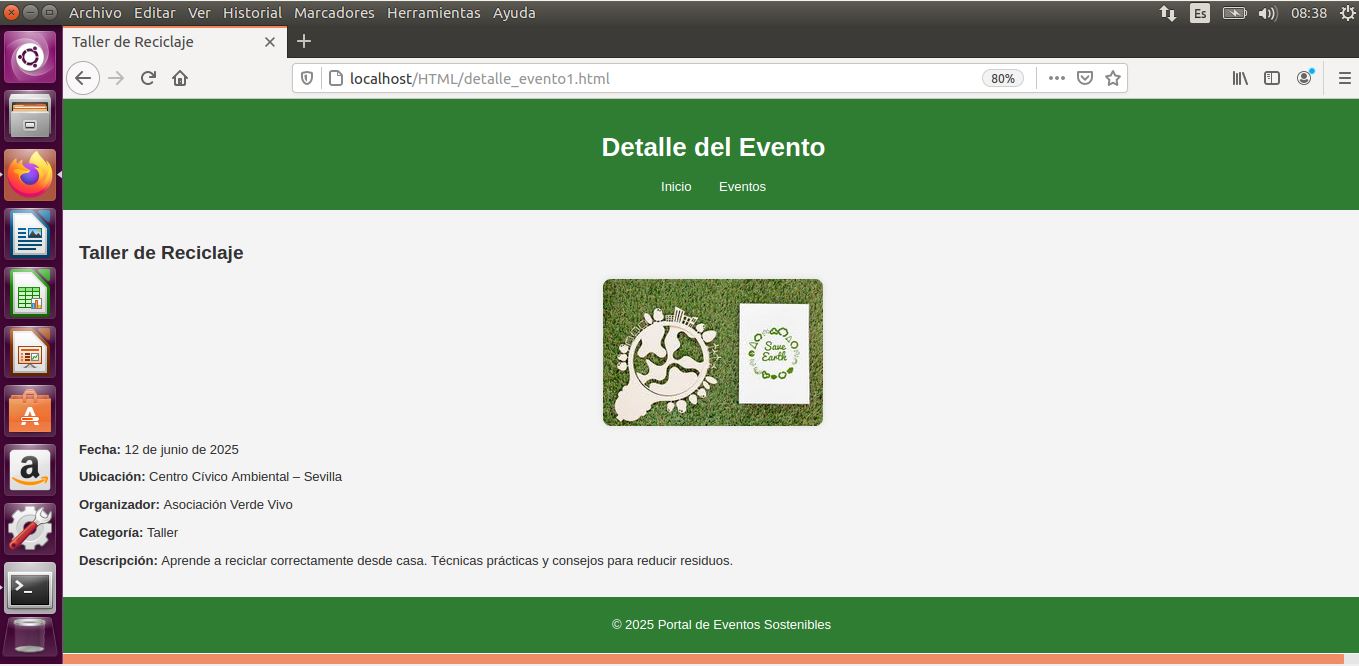 Archivo Editar Ver Historial Marcadores Herramientas Ayuda
Es
08:38
Taller de Reciclaje
localhost/HTML/detalle_evento1.html
80%
Detalle del Evento
Inicio Eventos
Taller de Reciclaje
Save
Earth
Fecha: 12 de junio de 2025
Ubicación: Centro Cívico Ambiental – Sevilla
Organizador: Asociación Verde Vivo
Categoría: Taller
Descripción: Aprende a reciclar correctamente desde casa. Técnicas prácticas y consejos para reducir residuos.
© 2025 Portal de Eventos Sostenibles